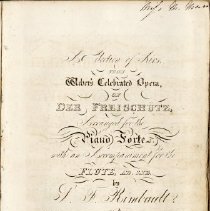 Selection of Airs
FROM
Weber's Celebrated Opera,
OF
DER FREISCHUTZ,
Arranged for the
Piano Forte,
with an Accompaniment for the
FLUTE, AD. LIB.
by
S. F. Rimbault.